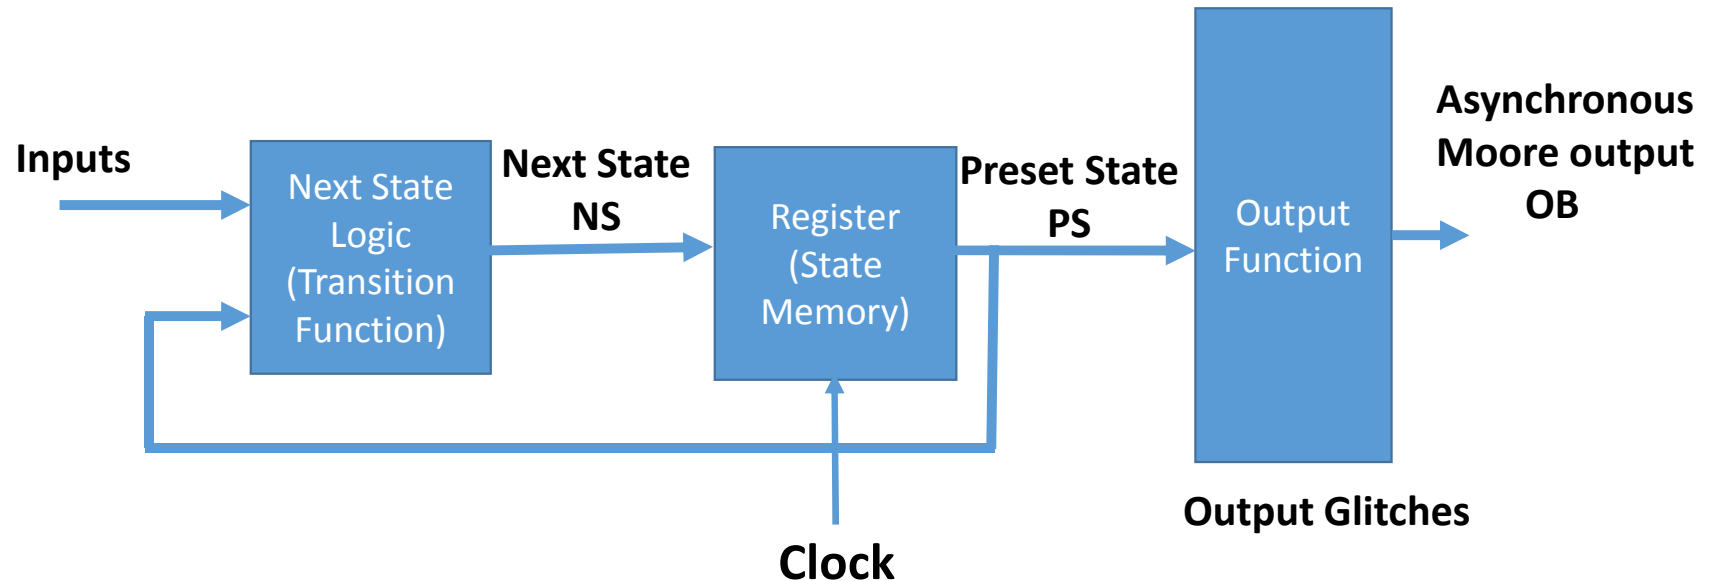 Inputs
Next State
Logic
(Transition
Function)
Next State
NS
Register
(State
Memory)
Preset State
PS
Output
Function
Asynchronous
Moore output
OB
Output Glitches
Clock